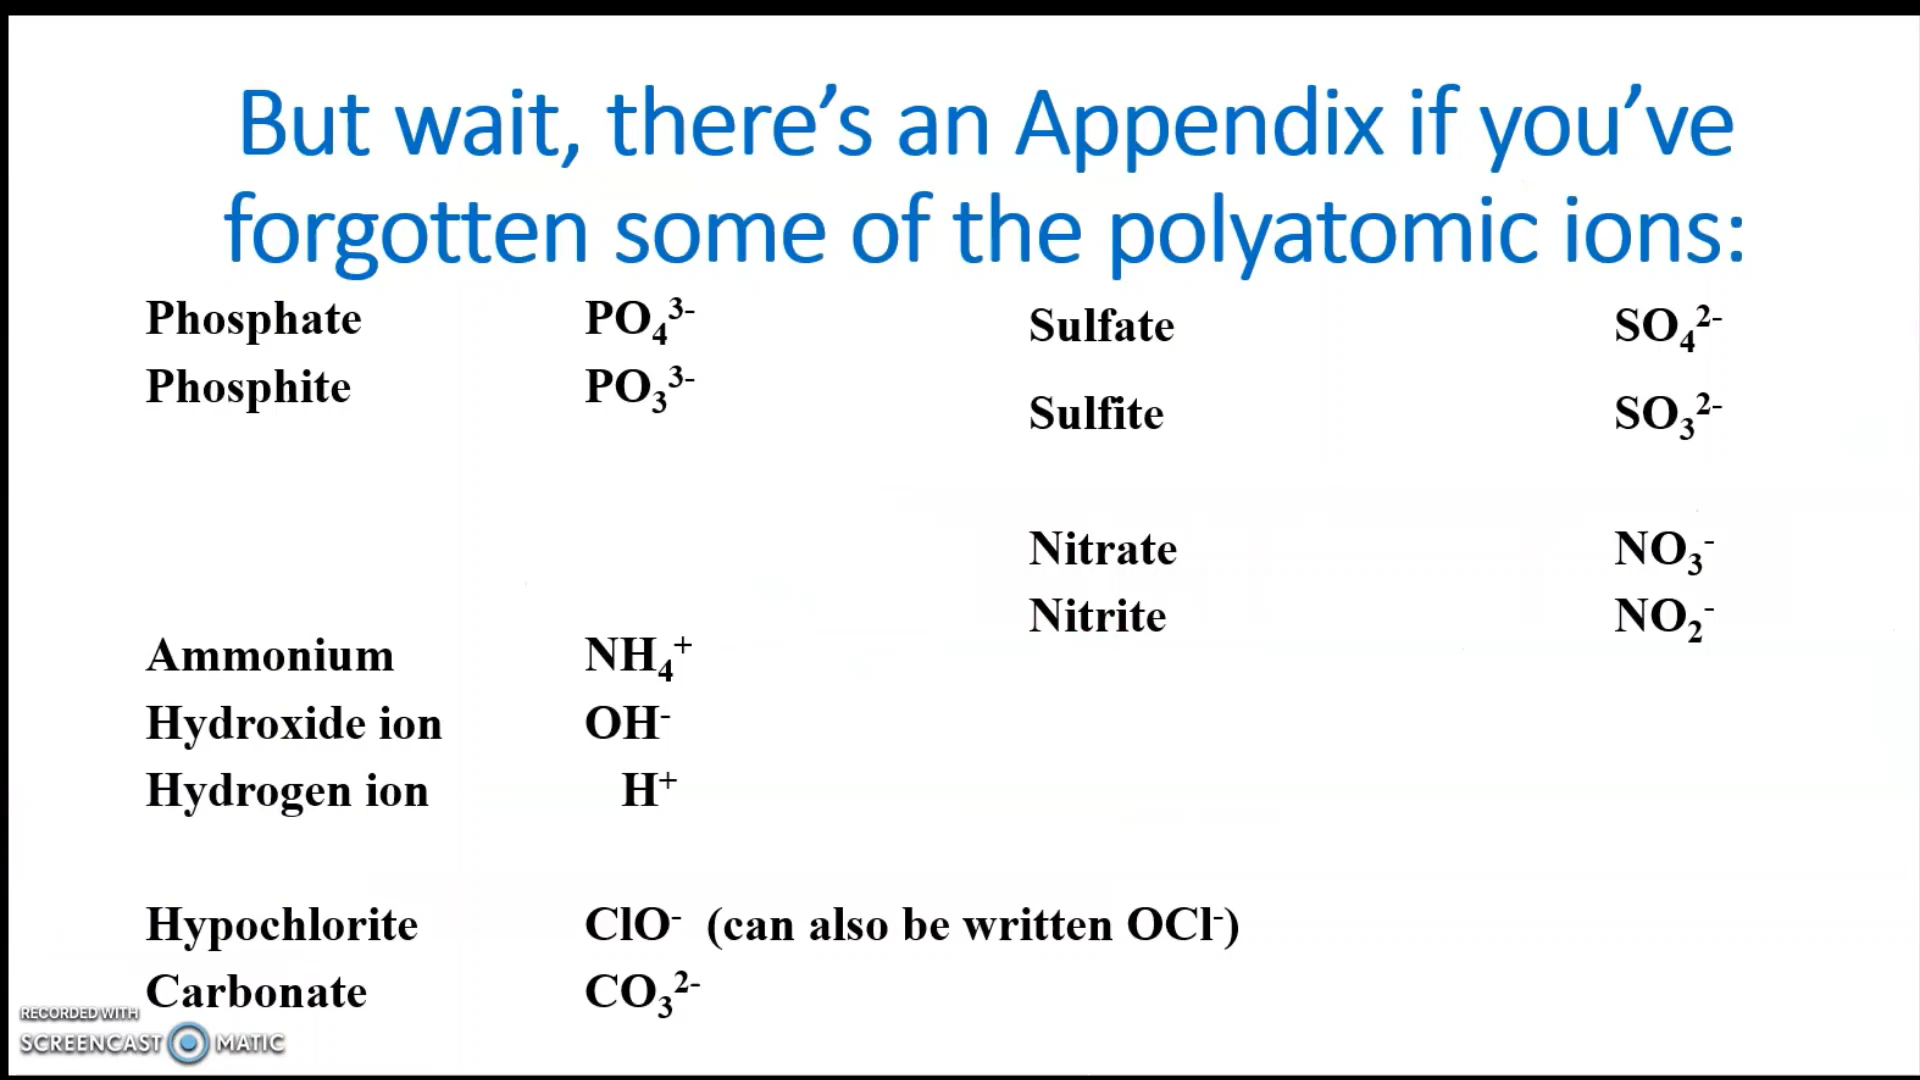 But wait, there’s an Appendix if you’ve
forgotten some of the polyatomic ions:
Phosphate PO₄³⁻
Phosphite PO₃³⁻
Ammonium NH₄⁺
Hydroxide ion OH⁻
Hydrogen ion H⁺
Hypochlorite ClO⁻ (can also be written OCl⁻)
Carbonate CO₃²⁻
Sulfate SO₄²⁻
Sulfite SO₃²⁻
Nitrate NO₃⁻
Nitrite NO₂⁻
RECORDED WITH
SCREENCAST MATIC